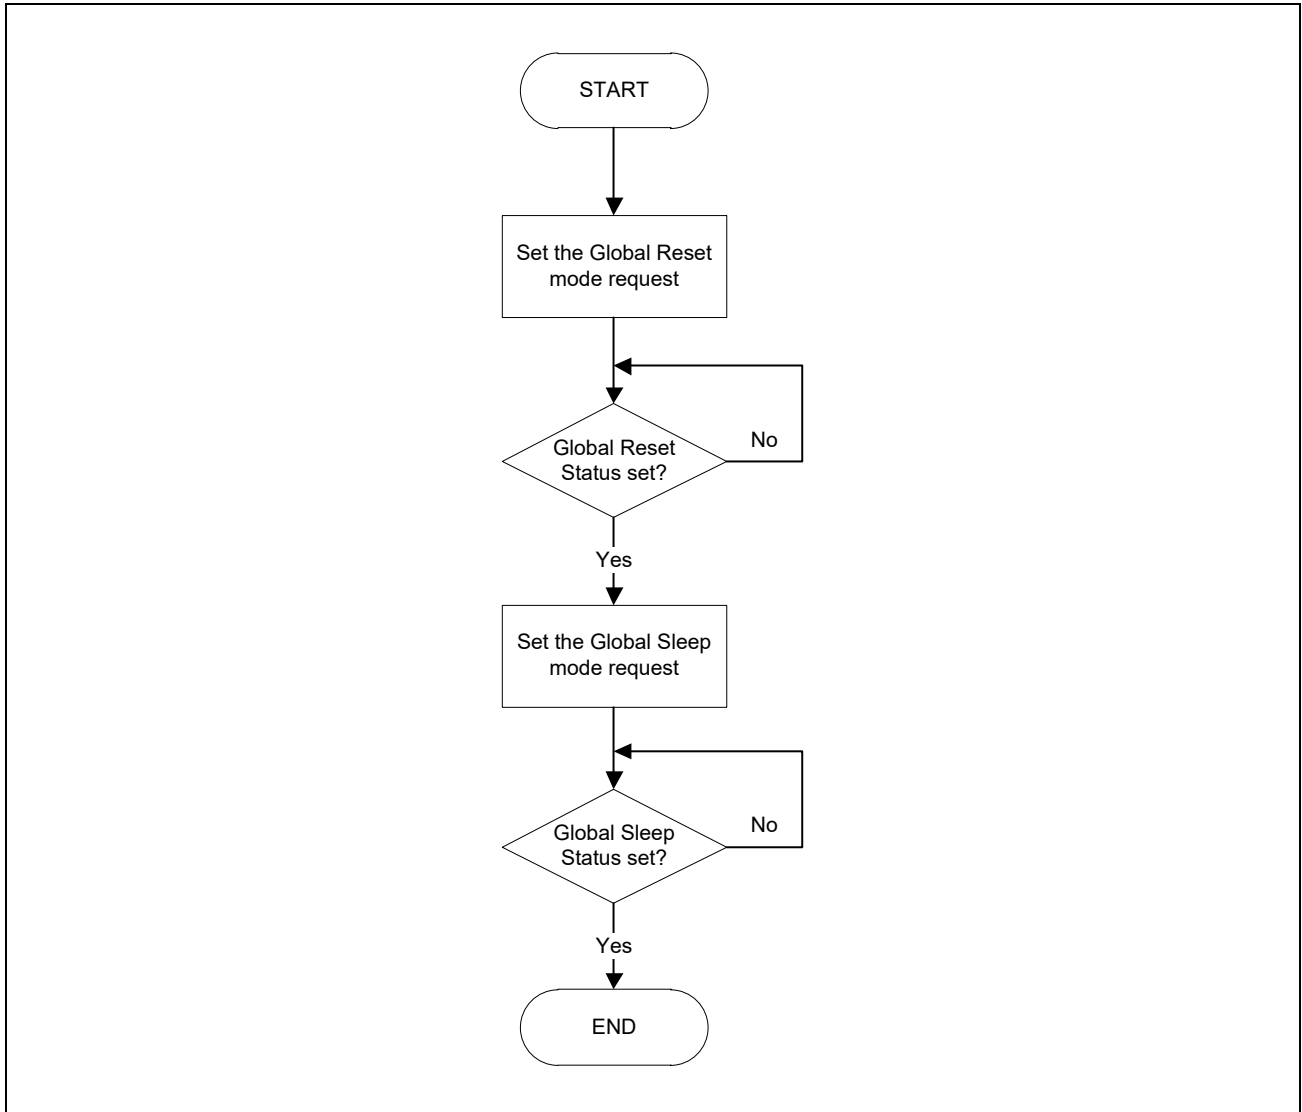 START
Set the Global Reset
mode request
Global Reset
Status set?
No
Yes
Set the Global Sleep
mode request
Global Sleep
Status set?
No
Yes
END